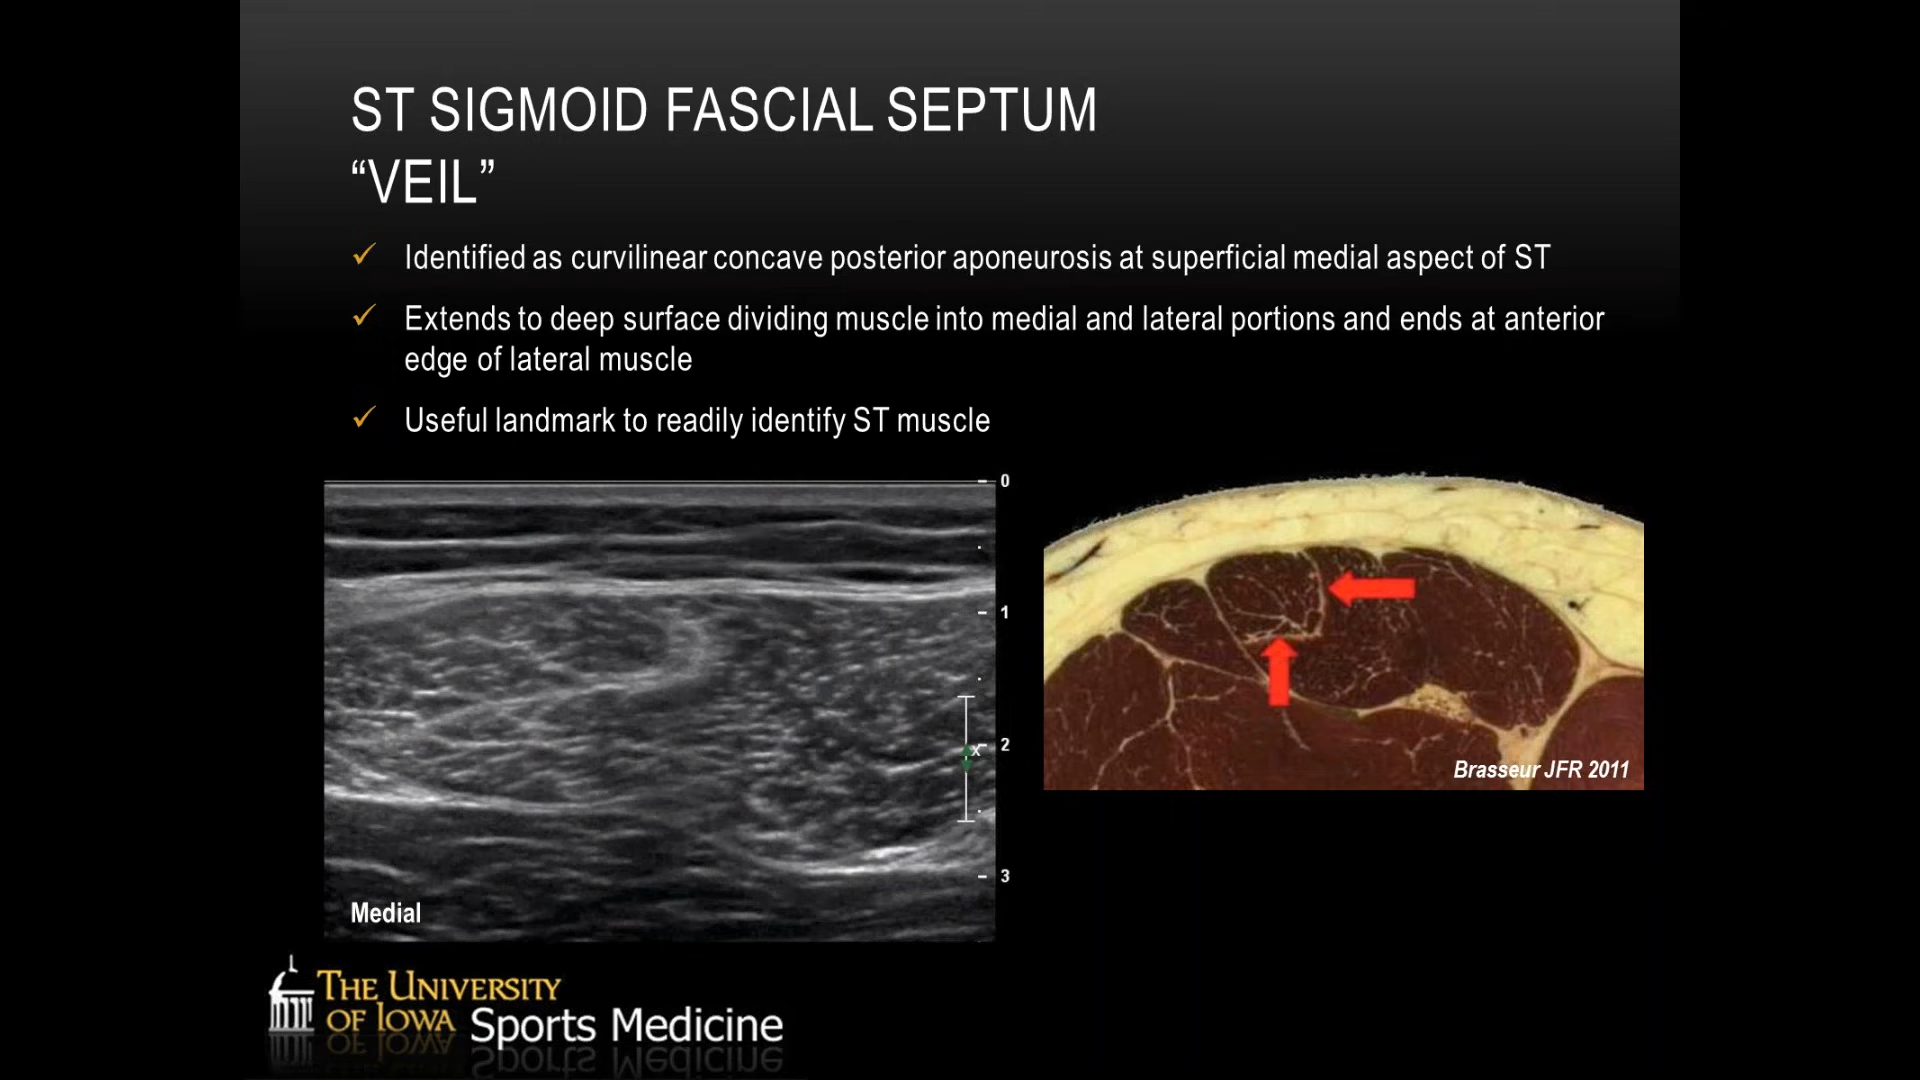 ST SIGMOID FASCIAL SEPTUM
“VEIL”
✓ Identified as curvilinear concave posterior aponeurosis at superficial medial aspect of ST
✓ Extends to deep surface dividing muscle into medial and lateral portions and ends at anterior
edge of lateral muscle
✓ Useful landmark to readily identify ST muscle
0
1
2
x
3
Medial
Brasseur JFR 2011
THE UNIVERSITY
OF IOWA Sports Medicine